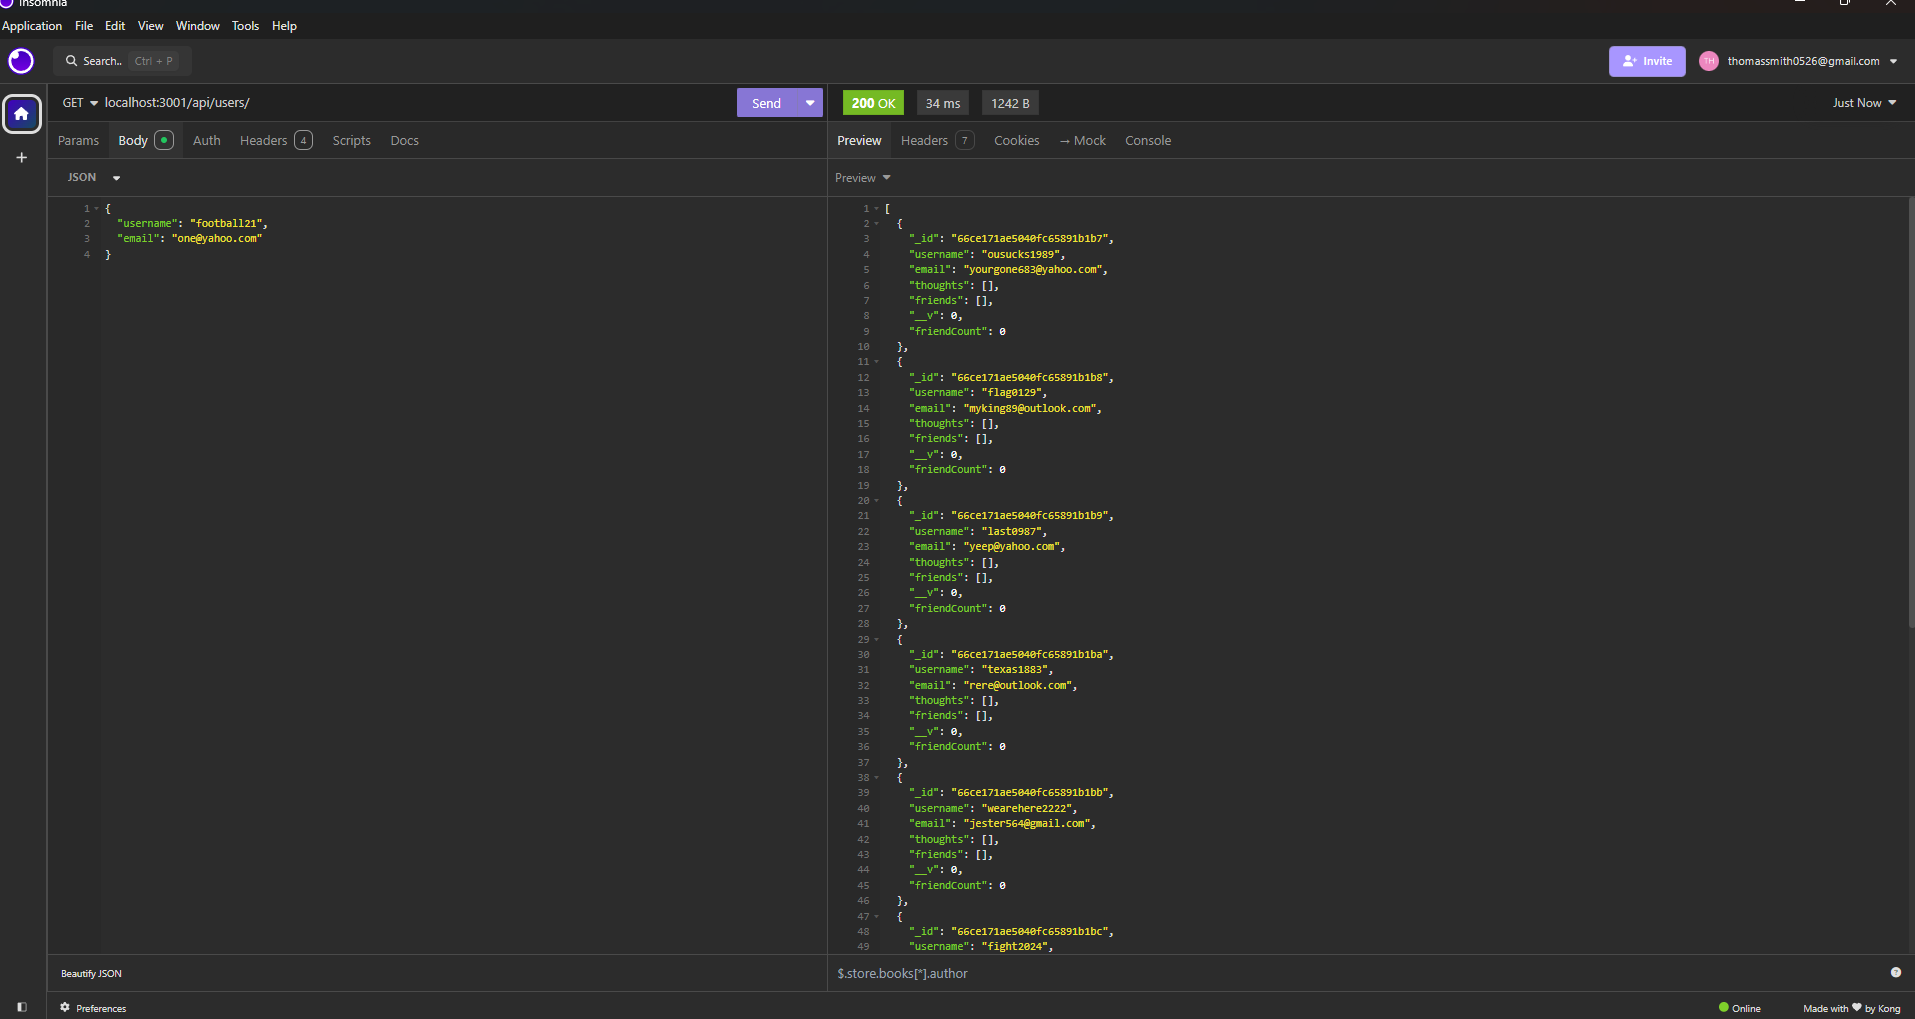 Insomnia
Application File Edit View Window Tools Help
Search.. Ctrl + P
Invite
TH thomassmith0526@gmail.com
GET localhost:3001/api/users/
Send
200 OK 34 ms 1242 B
Just Now
Params Body Auth Headers 4 Scripts Docs
Preview Headers 7 Cookies → Mock Console
JSON
Preview
1 {
2 "username": "football21",
3 "email": "one@yahoo.com"
4 }
1 [
2 {
3 "_id": "66ce171ae5040fc65891b1b7",
4 "username": "ousucks1989",
5 "email": "yourgone683@yahoo.com",
6 "thoughts": [],
7 "friends": [],
8 "__v": 0,
9 "friendCount": 0
10 },
11 {
12 "_id": "66ce171ae5040fc65891b1b8",
13 "username": "flag0129",
14 "email": "myking89@outlook.com",
15 "thoughts": [],
16 "friends": [],
17 "__v": 0,
18 "friendCount": 0
19 },
20 {
21 "_id": "66ce171ae5040fc65891b1b9",
22 "username": "last0987",
23 "email": "yeep@yahoo.com",
24 "thoughts": [],
25 "friends": [],
26 "__v": 0,
27 "friendCount": 0
28 },
29 {
30 "_id": "66ce171ae5040fc65891b1ba",
31 "username": "texas1883",
32 "email": "rere@outlook.com",
33 "thoughts": [],
34 "friends": [],
35 "__v": 0,
36 "friendCount": 0
37 },
38 {
39 "_id": "66ce171ae5040fc65891b1bb",
40 "username": "wearehere2222",
41 "email": "jester564@gmail.com",
42 "thoughts": [],
43 "friends": [],
44 "__v": 0,
45 "friendCount": 0
46 },
47 {
48 "_id": "66ce171ae5040fc65891b1bc",
49 "username": "fight2024",
Beautify JSON
$.store.books[*].author
Preferences
Online
Made with ♥ by Kong